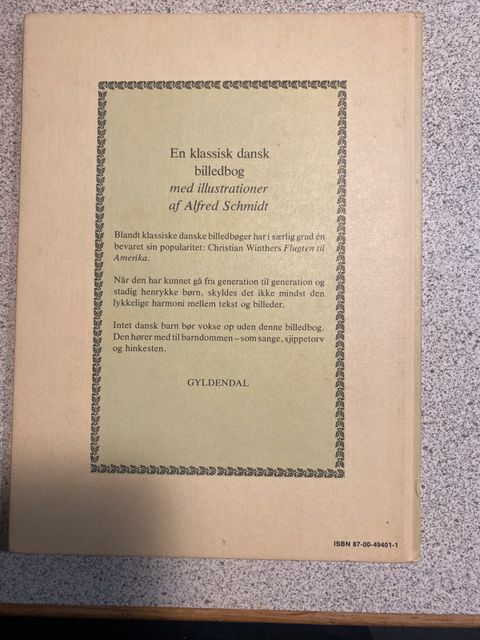 En klassisk dansk
billedbog
med illustrationer
af Alfred Schmidt
Blandt klassiske danske billedbøger har i særlig grad én
bevaret sin popularitet: Christian Winthers Flugten til
Amerika.
Når den har kunnet gå fra generation til generation og
stadig henrykke børn, skyldes det ikke mindst den
lykkelige harmoni mellem tekst og billeder.
Intet dansk barn bør vokse op uden denne billedbog.
Den hører med til barndommen – som sange, sjippetorv
og hinkesten.
GYLDENDAL
ISBN 87-00-49401-1